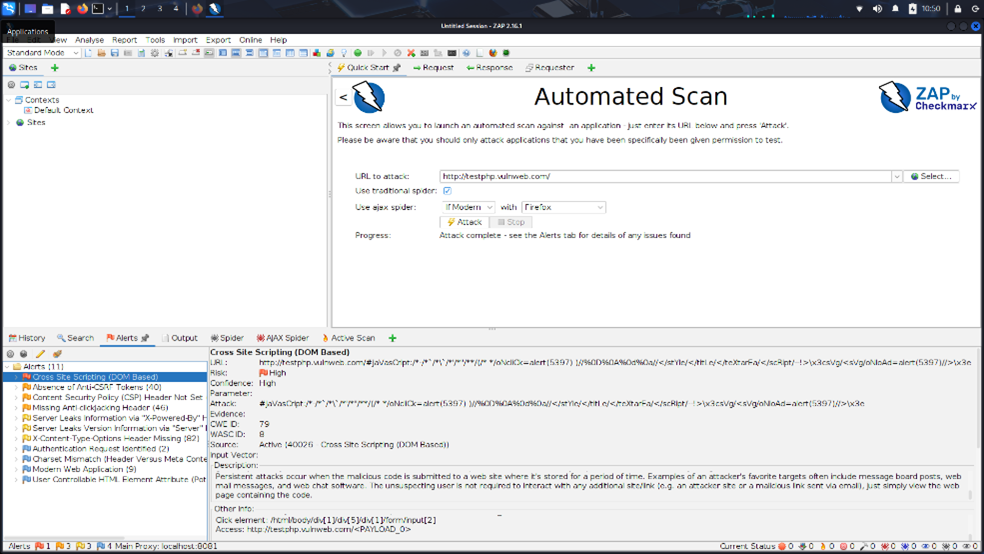 1 2 3 4 10:50
Untitled Session - ZAP 2.16.1
Applications
View Analyse Report Tools Import Export Online Help
Standard Mode
Sites
Quick Start Request Response Requester
Contexts
Default Context
Sites
< Automated Scan
ZAP by Checkmarx
This screen allows you to launch an automated scan against an application - just enter its URL below and press 'Attack'.
Please be aware that you should only attack applications that you have been specifically been given permission to test.
URL to attack: http://testphp.vulnweb.com/ Select...
Use traditional spider:
Use ajax spider: If Modern with Firefox
Attack Stop
Progress: Attack complete - see the Alerts tab for details of any issues found
History Search Alerts Output Spider AJAX Spider Active Scan
Alerts (11)
Cross Site Scripting (DOM Based)
Absence of Anti-CSRF Tokens (40)
Content Security Policy (CSP) Header Not Set
Missing Anti-clickjacking Header (46)
Server Leaks Information via "X-Powered-By"
Server Leaks Version Information via "Server"
X-Content-Type-Options Header Missing (82)
Authentication Request Identified (2)
Charset Mismatch (Header Versus Meta Conte
Modern Web Application (9)
User Controllable HTML Element Attribute (Pot
Cross Site Scripting (DOM Based)
URL: http://testphp.vulnweb.com/#jaVasCript:/*-/*`/*\`/*'/*"/**/(/* */oNcliCk=alert(5397) )//%0D%0A%0d%0a//</stYle/</titLe/</teXtarEa/</scRipt/--!>\x3csVg/<sVg/oNloAd=alert(5397)//>\x3e
Risk: High
Confidence: High
Parameter:
Attack: #jaVasCript:/*-/*`/*\`/*'/*"/**/(/* */oNcliCk=alert(5397) )//%0D%0A%0d%0a//</stYle/</titLe/</teXtarEa/</scRipt/--!>\x3csVg/<sVg/oNloAd=alert(5397)//>\x3e
Evidence:
CWE ID: 79
WASC ID: 8
Source: Active (40026 - Cross Site Scripting (DOM Based))
Input Vector:
Description:
Persistent attacks occur when the malicious code is submitted to a web site where it's stored for a period of time. Examples of an attacker's favorite targets often include message board posts, web
mail messages, and web chat software. The unsuspecting user is not required to interact with any additional site/link (e.g. an attacker site or a malicious link sent via email), just simply view the web
page containing the code.
Other Info:
Click element: /html/body/div[1]/div[5]/div[1]/form/input[2]
Access: http://testphp.vulnweb.com/<PAYLOAD_0>
Alerts 1 3 3 4 Main Proxy: localhost:8081 Current Status 0 0 0 0 0 0 0 0 0 0